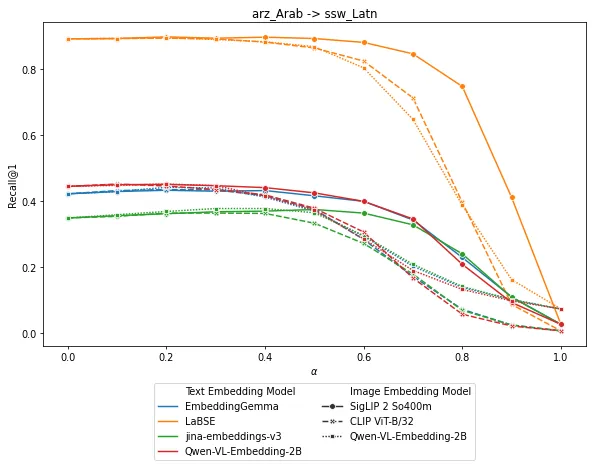 arz_Arab -> ssw_Latn
Recall@1
0.8
0.6
0.4
0.2
0.0
0.0 0.2 0.4 0.6 0.8 1.0
α
Text Embedding Model Image Embedding Model
EmbeddingGemma SigLIP 2 So400m
LaBSE CLIP ViT-B/32
jina-embeddings-v3 Qwen-VL-Embedding-2B
Qwen-VL-Embedding-2B